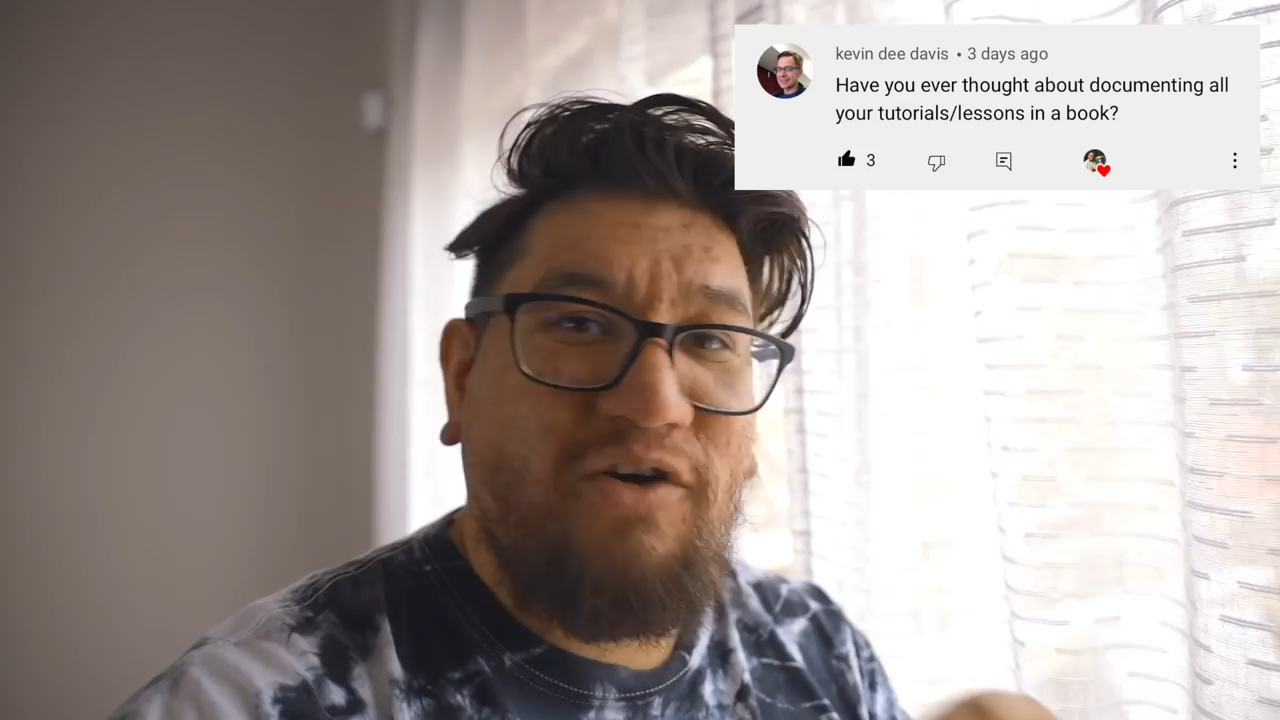 kevin dee davis • 3 days ago
Have you ever thought about documenting all
your tutorials/lessons in a book?
3